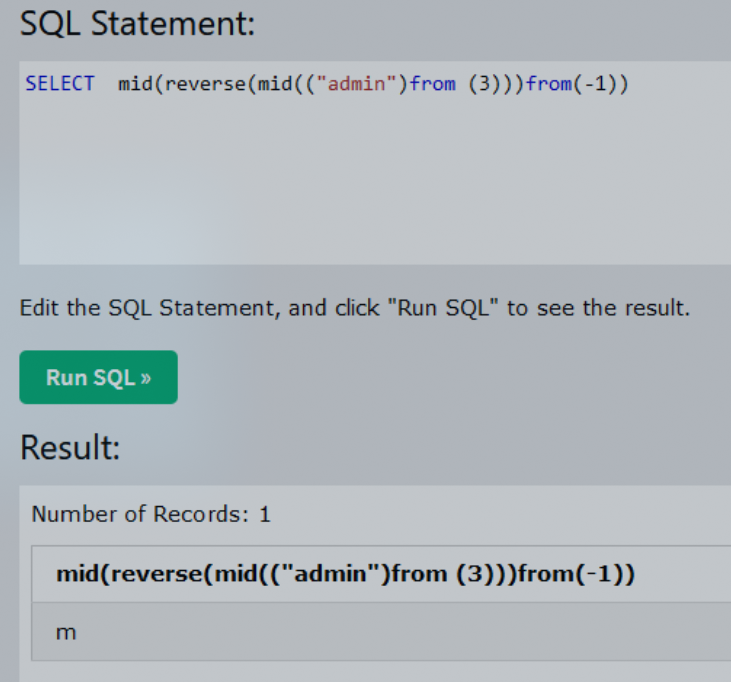 SQL Statement:
SELECT  mid(reverse(mid(("admin")from (3)))from(-1))
Edit the SQL Statement, and click "Run SQL" to see the result.
Run SQL »
Result:
Number of Records: 1
mid(reverse(mid(("admin")from (3)))from(-1))
m